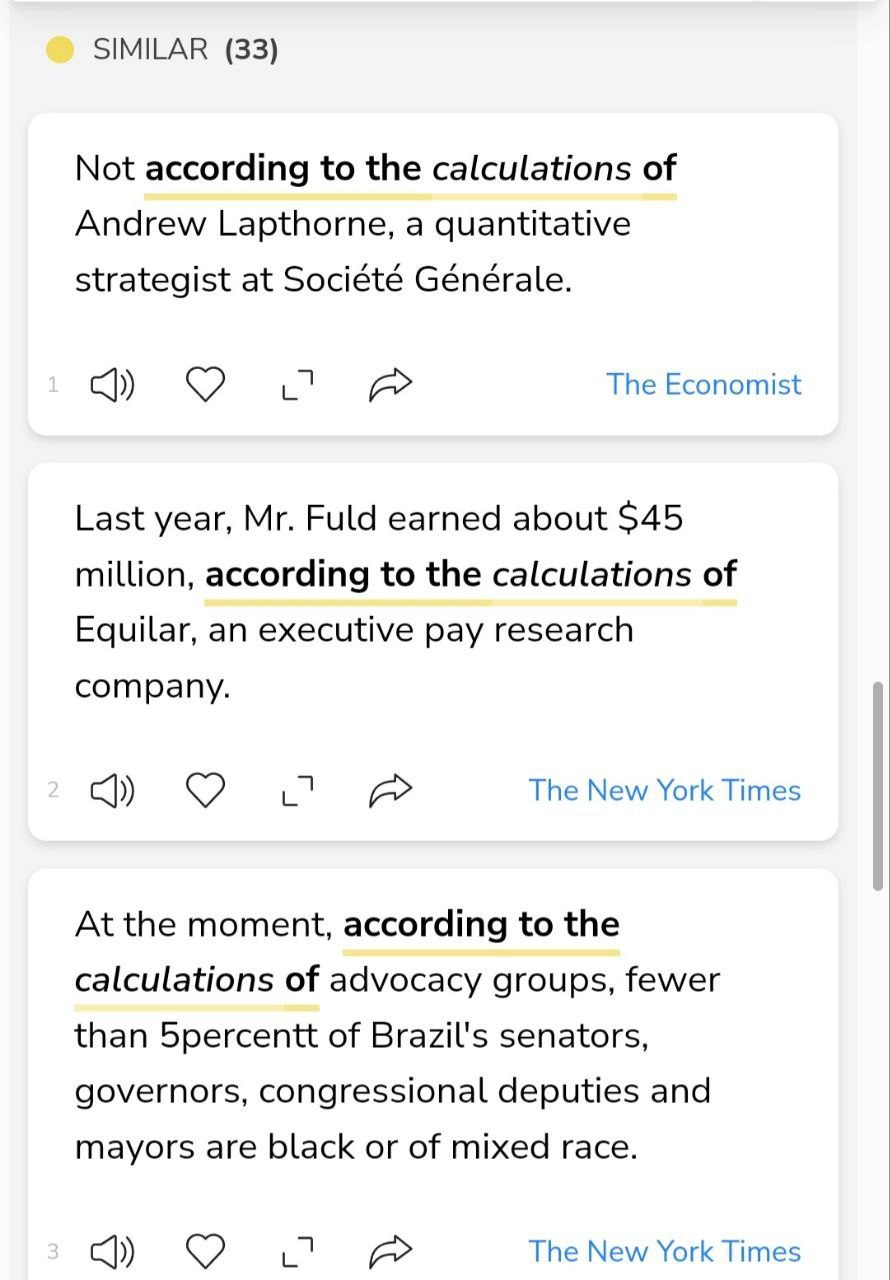 SIMILAR (33)
Not according to the calculations of
Andrew Lapthorne, a quantitative
strategist at Société Générale.
1 The Economist
Last year, Mr. Fuld earned about $45
million, according to the calculations of
Equilar, an executive pay research
company.
2 The New York Times
At the moment, according to the
calculations of advocacy groups, fewer
than 5percentt of Brazil's senators,
governors, congressional deputies and
mayors are black or of mixed race.
3 The New York Times